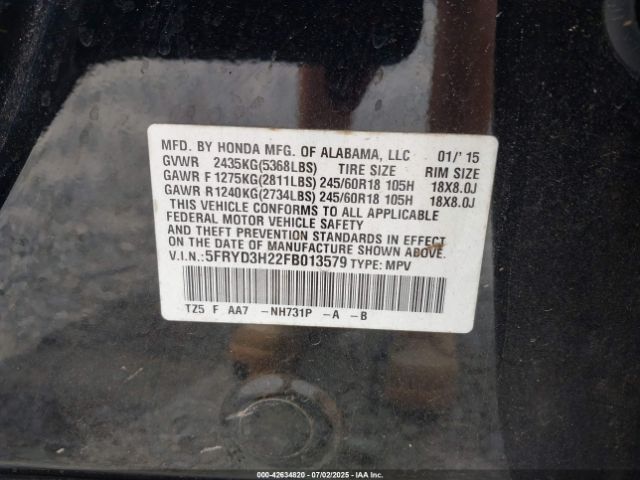 MFD. BY HONDA MFG. OF ALABAMA, LLC 01/'15
GVWR 2435KG(5368LBS) TIRE SIZE RIM SIZE
GAWR F 1275KG(2811LBS) 245/60R18 105H 18X8.0J
GAWR R 1240KG(2734LBS) 245/60R18 105H 18X8.0J
THIS VEHICLE CONFORMS TO ALL APPLICABLE
FEDERAL MOTOR VEHICLE SAFETY
AND THEFT PREVENTION STANDARDS IN EFFECT
ON THE DATE OF MANUFACTURE SHOWN ABOVE.
V.I.N.: 5FRYD3H22FB013579 TYPE: MPV
TZ5 F AA7 -NH731P -A -B
000-42634820 - 07/02/2025 - IAA Inc.